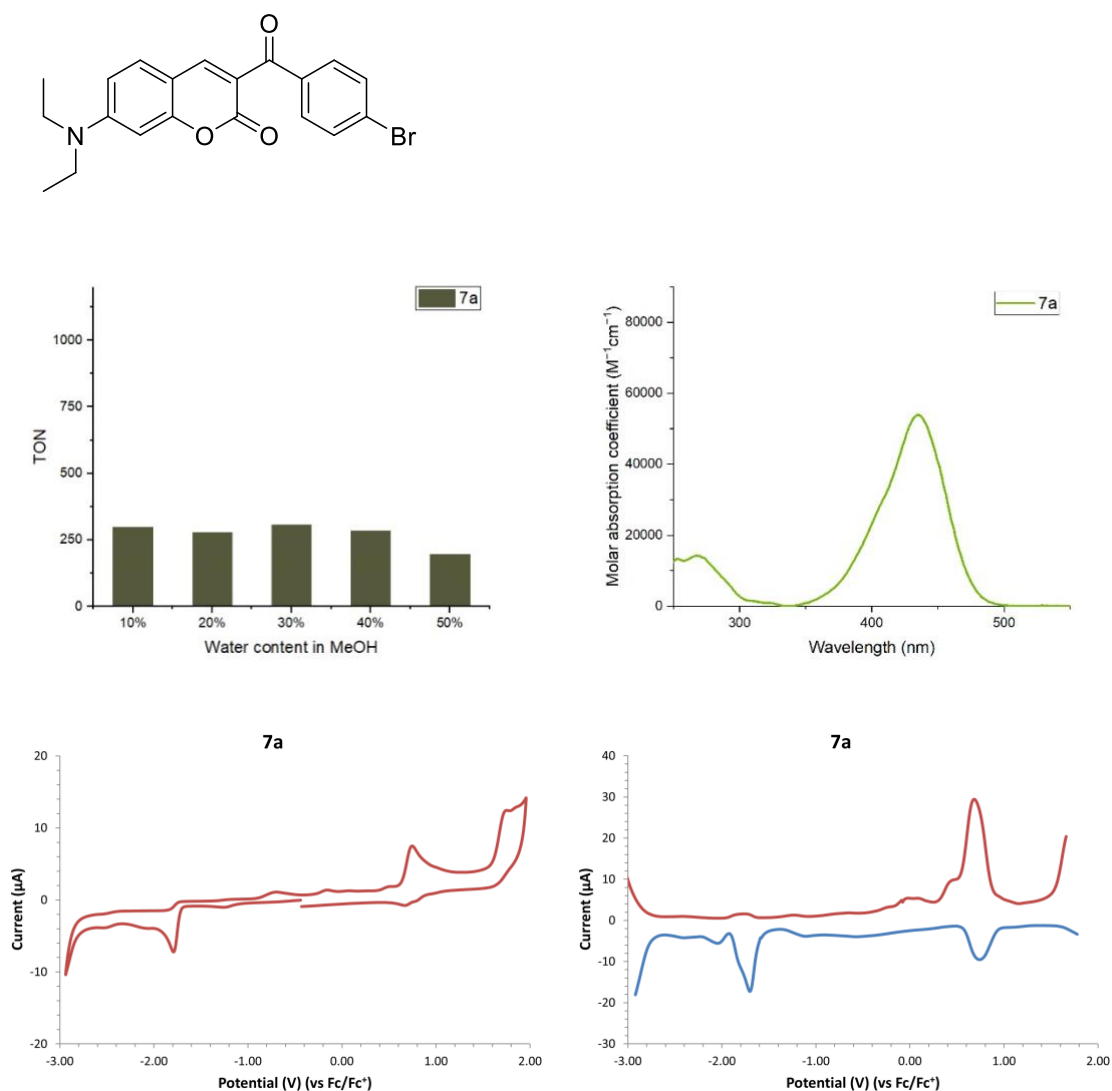 O
N
O
O
Br
7a
TON
1000
750
500
250
0
10%
20%
30%
40%
50%
Water content in MeOH
7a
Molar absorption coefficient (M⁻¹cm⁻¹)
80000
60000
40000
20000
0
300
400
500
Wavelength (nm)
7a
Current (μA)
20
10
0
-10
-20
-3.00
-2.00
-1.00
0.00
1.00
2.00
Potential (V) (vs Fc/Fc⁺)
7a
Current (μA)
40
30
20
10
0
-10
-20
-30
-3.00
-2.00
-1.00
0.00
1.00
2.00
Potential (V) (vs Fc/Fc⁺)